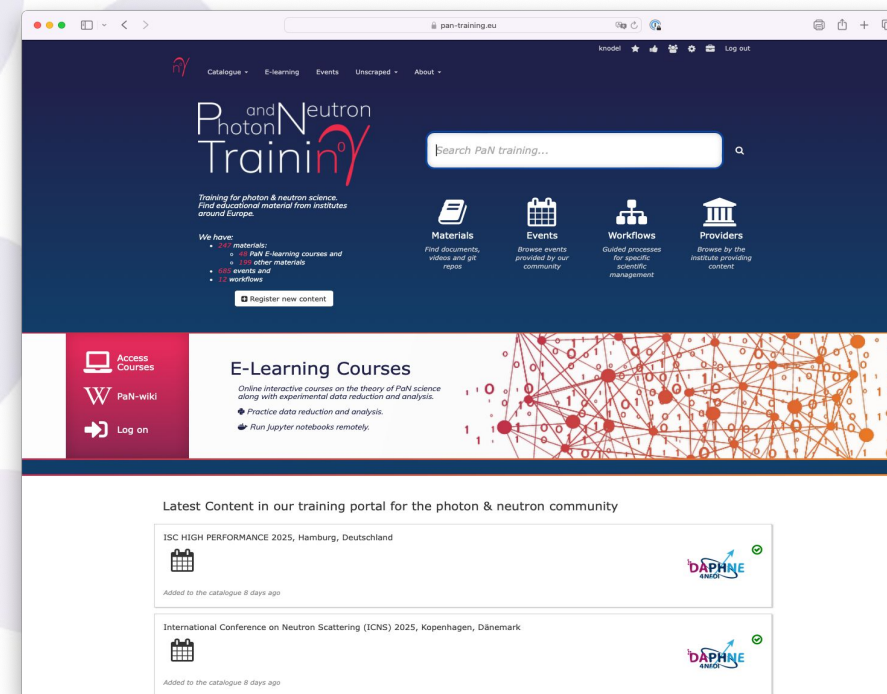 pan-training.eu
knodel Log out
Catalogue E-learning Events Unscraped About
Photon and Neutron
Training
Search PaN training...
Training for photon & neutron science.
Find educational material from institutes
around Europe.
We have:
247 materials:
48 PaN E-learning courses and
199 other materials
685 events and
12 workflows
Register new content
Materials
Find documents,
videos and git
repos
Events
Browse events
provided by our
community
Workflows
Guided processes
for specific
scientific
management
Providers
Browse by the
institute providing
content
Access
Courses
PaN-wiki
Log on
E-Learning Courses
Online interactive courses on the theory of PaN science
along with experimental data reduction and analysis.
Practice data reduction and analysis.
Run Jupyter notebooks remotely.
Latest Content in our training portal for the photon & neutron community
ISC HIGH PERFORMANCE 2025, Hamburg, Deutschland
DAPHNE
4NFDI
Added to the catalogue 8 days ago
International Conference on Neutron Scattering (ICNS) 2025, Kopenhagen, Dänemark
DAPHNE
4NFDI
Added to the catalogue 8 days ago